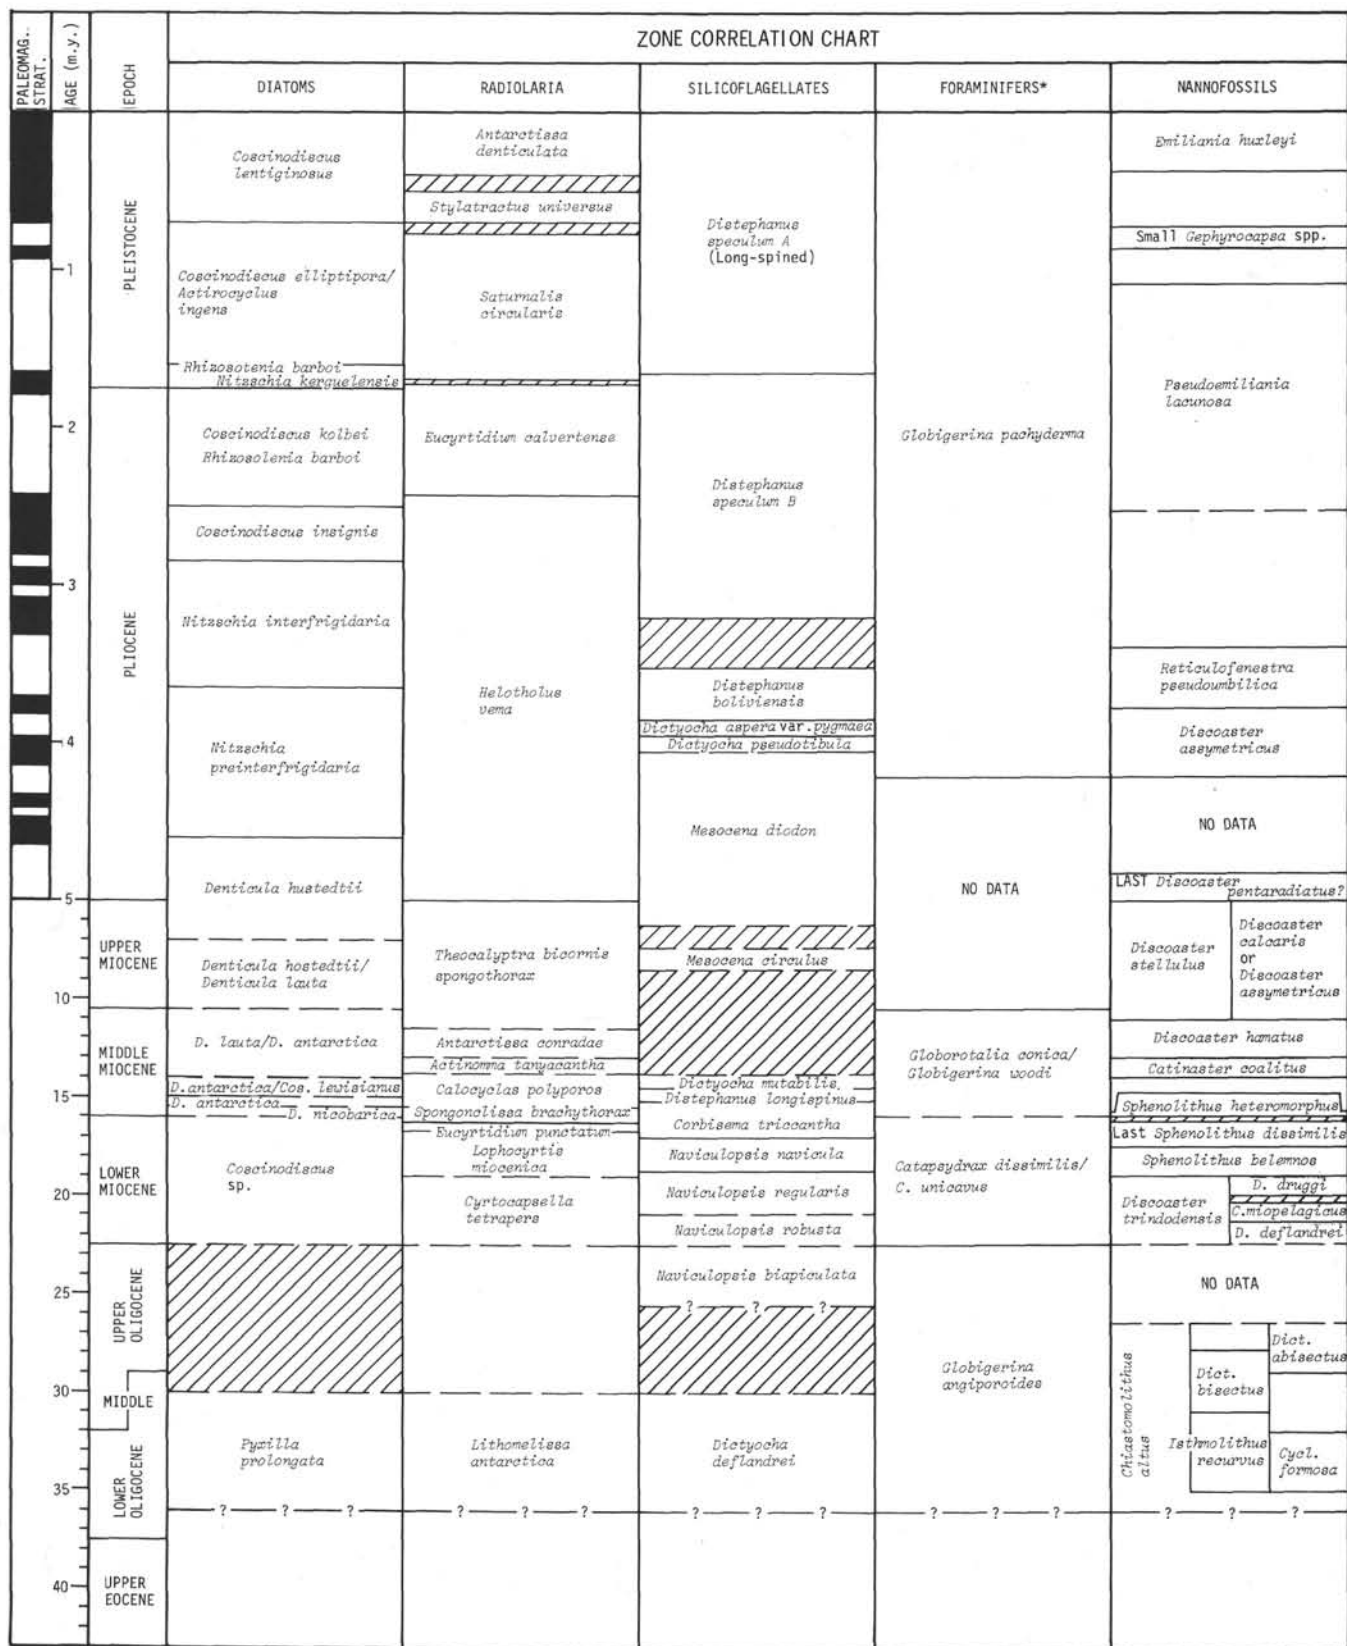 ZONE CORRELATION CHART
PALEOMAG.
STRAT.
AGE (m.y.)
EPOCH
DIATOMS
RADIOLARIA
SILICOFLAGELLATES
FORAMINIFERS*
NANNOFOSSILS
1
2
3
4
5
10
15
20
25
30
35
40
PLEISTOCENE
PLIOCENE
UPPER
MIOCENE
MIDDLE
MIOCENE
LOWER
MIOCENE
UPPER
OLIGOCENE
MIDDLE
LOWER
OLIGOCENE
UPPER
EOCENE
Coscinodiscus
lentiginosus
Coscinodiscus elliptipora/
Actirocyclus
ingens
Rhizosotenia barboi
Nitzschia kerguelensis
Coscinodiscus kolbei
Rhizosolenia barboi
Coscinodiscus insignis
Nitzschia interfrigidaria
Nitzschia
preinterfrigidaria
Denticula hustedtii
Denticula hostedtii/
Denticula lauta
D. lauta/D. antarctica
D.antarctica/Cos. lewisianus
D. antarctica
D. nicobarica
Coscinodiscus
sp.
Pyxilla
prolongata
? ? ?
Antarctissa
denticulata
Stylatractus universus
Saturnalis
circularis
Eucyrtidium calvertense
Helotholus
vema
Theocalyptra bicornis
spongothorax
Antarctissa conradae
Actinomma tanyacantha
Calocyclas polyporos
Spongonclissa brachythorax
Eucyrtidium punctatum
Lophocyrtis
miocenica
Cyrtocapsella
tetrapers
Lithomelissa
antarctica
? ? ?
Distephanus
speculum A
(Long-spined)
Distephanus
speculum B
Distephanus
boliviensis
Dictyocha aspera var.pygmaea
Dictyocha pseudotibula
Mesocena diodon
Mesocena circulus
Dictyocha mutabilis
Distephanus longispinus
Corbisema triccantha
Naviculopsis navicula
Naviculopsis regularis
Naviculopsis robusta
Naviculopsis biapiculata
? ? ?
Dictyocha
deflandrei
? ? ?
Globigerina pachyderma
NO DATA
Globorotalia conica/
Globigerina woodi
Catapsydrax dissimilis/
C. unicavus
Globigerina
angiporoides
? ? ?
Emiliania huxleyi
Small Gephyrocapsa spp.
Pseudoemiliania
lacunosa
Reticulofenestra
pseudoumbilica
Discoaster
assymetricus
NO DATA
LAST Discoaster
pentaradiatus?
Discoaster
stellulus
Discoaster
calcaris
or
Discoaster
assymetricus
Discoaster hamatus
Catinaster coalitus
Sphenolithus heteromorphus
Last Sphenolithus dissimilis
Sphenolithus belemnos
Discoaster
trindodensis
D. druggi
C.miopelagicus
D. deflandrei
NO DATA
Chiastomolithus
altus
Dict.
abisectus
Dict.
bisectus
Isthmolithus
recurvus
Cycl.
formosa
? ? ?